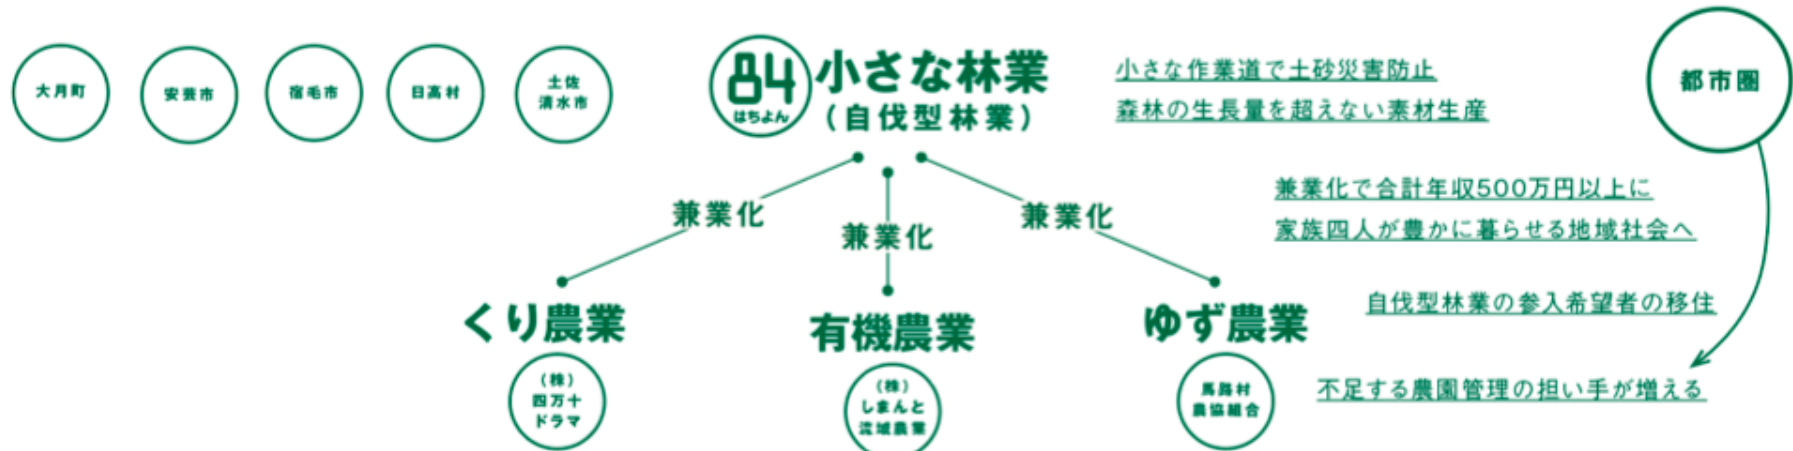 大月町
安芸市
宿毛市
日高村
土佐
清水市
84
はちよん
小さな林業
（自伐型林業）
小さな作業道で土砂災害防止
森林の生長量を超えない素材生産
都市圏
兼業化
兼業化
兼業化
兼業化で合計年収500万円以上に
家族四人が豊かに暮らせる地域社会へ
くり農業
（株）
四万十
ドラマ
有機農業
（株）
しまんと
流域農業
ゆず農業
馬路村
農協組合
自伐型林業の参入希望者の移住
不足する農園管理の担い手が増える